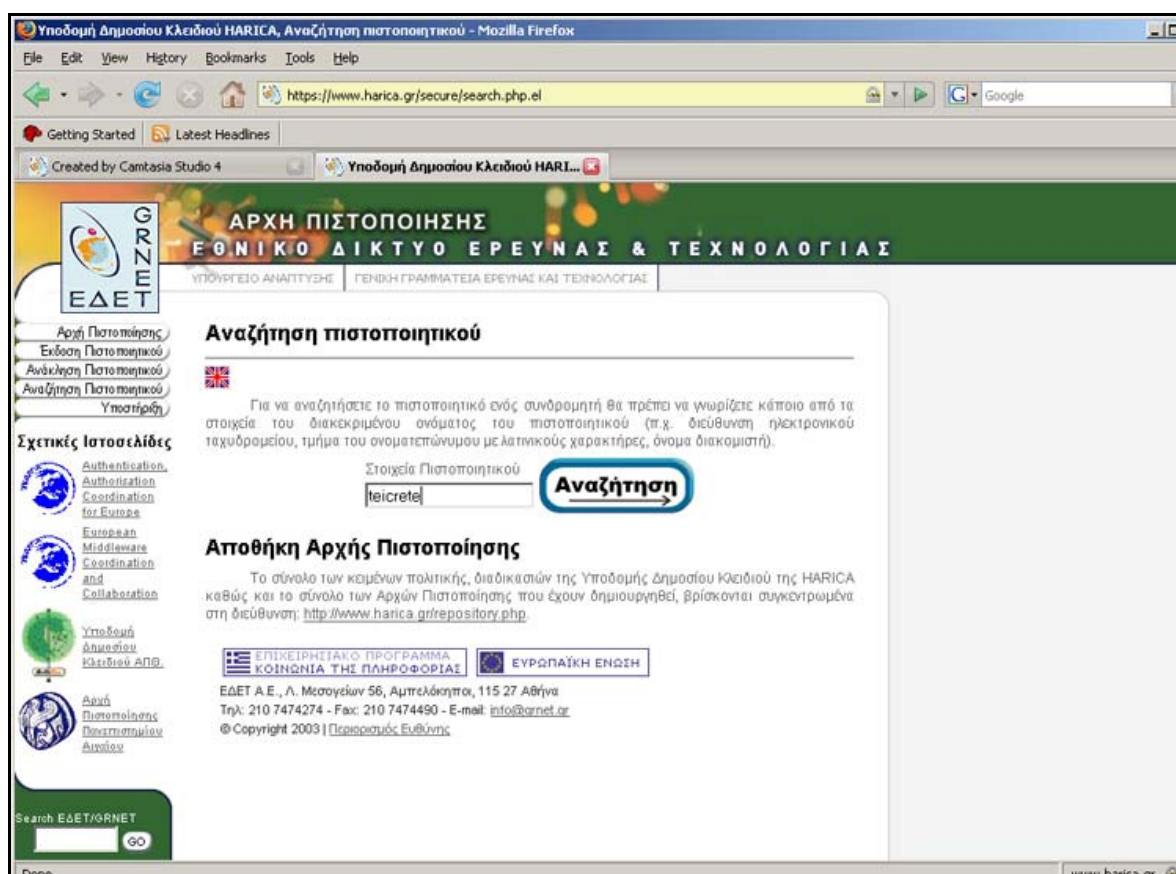 Υποδομή Δημοσίου Κλειδιού HARICA, Αναζήτηση πιστοποιητικού - Mozilla Firefox
File Edit View History Bookmarks Tools Help
https://www.harica.gr/secure/search.php.el
Google
Getting Started Latest Headlines
Created by Camtasia Studio 4
Υποδομή Δημοσίου Κλειδιού HARI...
GRNET
ΕΔΕΤ
ΑΡΧΗ ΠΙΣΤΟΠΟΙΗΣΗΣ
ΕΘΝΙΚΟ ΔΙΚΤΥΟ ΕΡΕΥΝΑΣ & ΤΕΧΝΟΛΟΓΙΑΣ
ΥΠΟΥΡΓΕΙΟ ΑΝΑΠΤΥΞΗΣ
ΓΕΝΙΚΗ ΓΡΑΜΜΑΤΕΙΑ ΕΡΕΥΝΑΣ ΚΑΙ ΤΕΧΝΟΛΟΓΙΑΣ
Αρχή Πιστοποίησης
Έκδοση Πιστοποιητικού
Ανάκληση Πιστοποιητικού
Αναζήτηση Πιστοποιητικού
Υποστήριξη
Σχετικές Ιστοσελίδες
Authentication,
Authorisation
Coordination
for Europe
European
Middleware
Coordination
and
Collaboration
Υποδομή
Δημοσίου
Κλειδιού ΑΠΘ.
Αρχή
Πιστοποίησης
Πανεπιστημίου
Αιγαίου
Search ΕΔΕΤ/GRNET
GO
Αναζήτηση πιστοποιητικού
Για να αναζητήσετε το πιστοποιητικό ενός συνδρομητή θα πρέπει να γνωρίζετε κάποιο από τα
στοιχεία του διακεκριμένου ονόματος του πιστοποιητικού (π.χ. διεύθυνση ηλεκτρονικού
ταχυδρομείου, τμήμα του ονοματεπώνυμου με λατινικούς χαρακτήρες, όνομα διακομιστή).
Στοιχεία Πιστοποιητικού
teicrete
Αναζήτηση
Αποθήκη Αρχής Πιστοποίησης
Το σύνολο των κειμένων πολιτικής, διαδικασιών της Υποδομής Δημοσίου Κλειδιού της HARICA
καθώς και το σύνολο των Αρχών Πιστοποίησης που έχουν δημιουργηθεί, βρίσκονται συγκεντρωμένα
στη διεύθυνση: http://www.harica.gr/repository.php.
ΕΠΙΧΕΙΡΗΣΙΑΚΟ ΠΡΟΓΡΑΜΜΑ
ΚΟΙΝΩΝΙΑ ΤΗΣ ΠΛΗΡΟΦΟΡΙΑΣ
ΕΥΡΩΠΑΪΚΗ ΕΝΩΣΗ
ΕΔΕΤ Α.Ε., Λ. Μεσογείων 56, Αμπελόκηποι, 115 27 Αθήνα
Τηλ: 210 7474274 - Fax: 210 7474490 - E-mail: info@grnet.gr
© Copyright 2003 | Περιορισμός Ευθύνης
Done
www.harica.gr